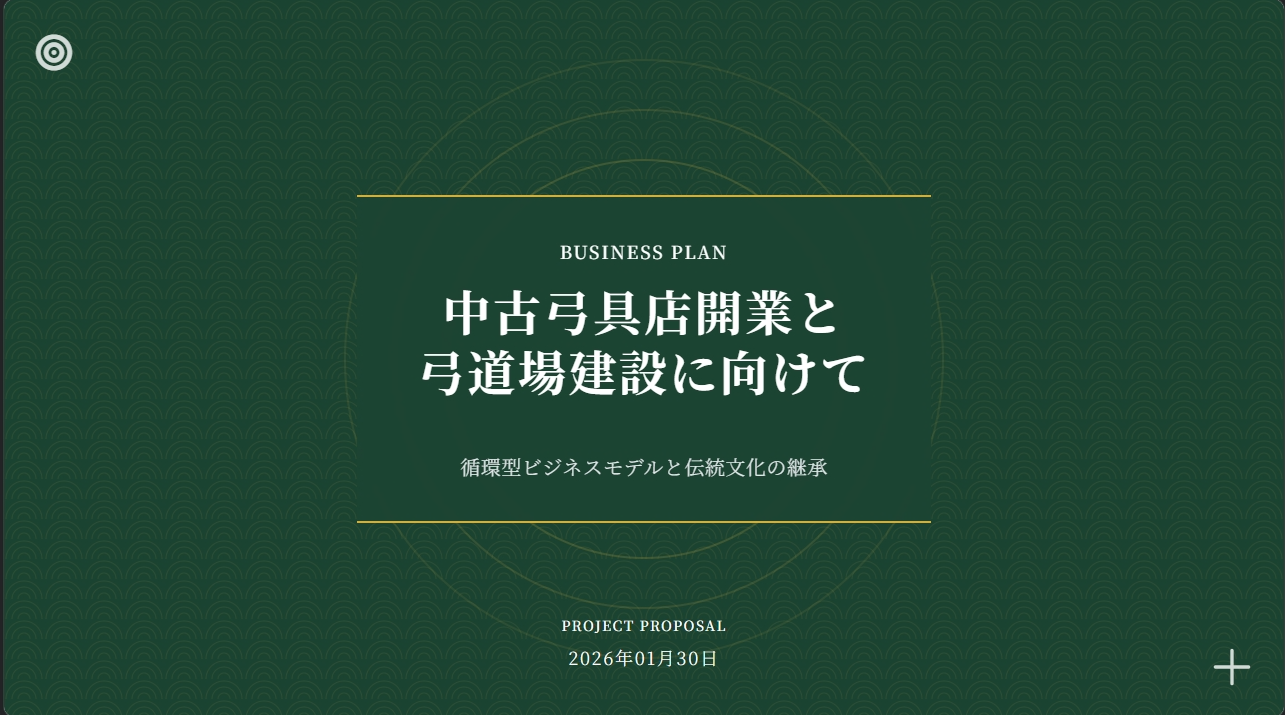 BUSINESS PLAN
中古弓具店開業と
弓道場建設に向けて
循環型ビジネスモデルと伝統文化の継承
PROJECT PROPOSAL
2026年01月30日